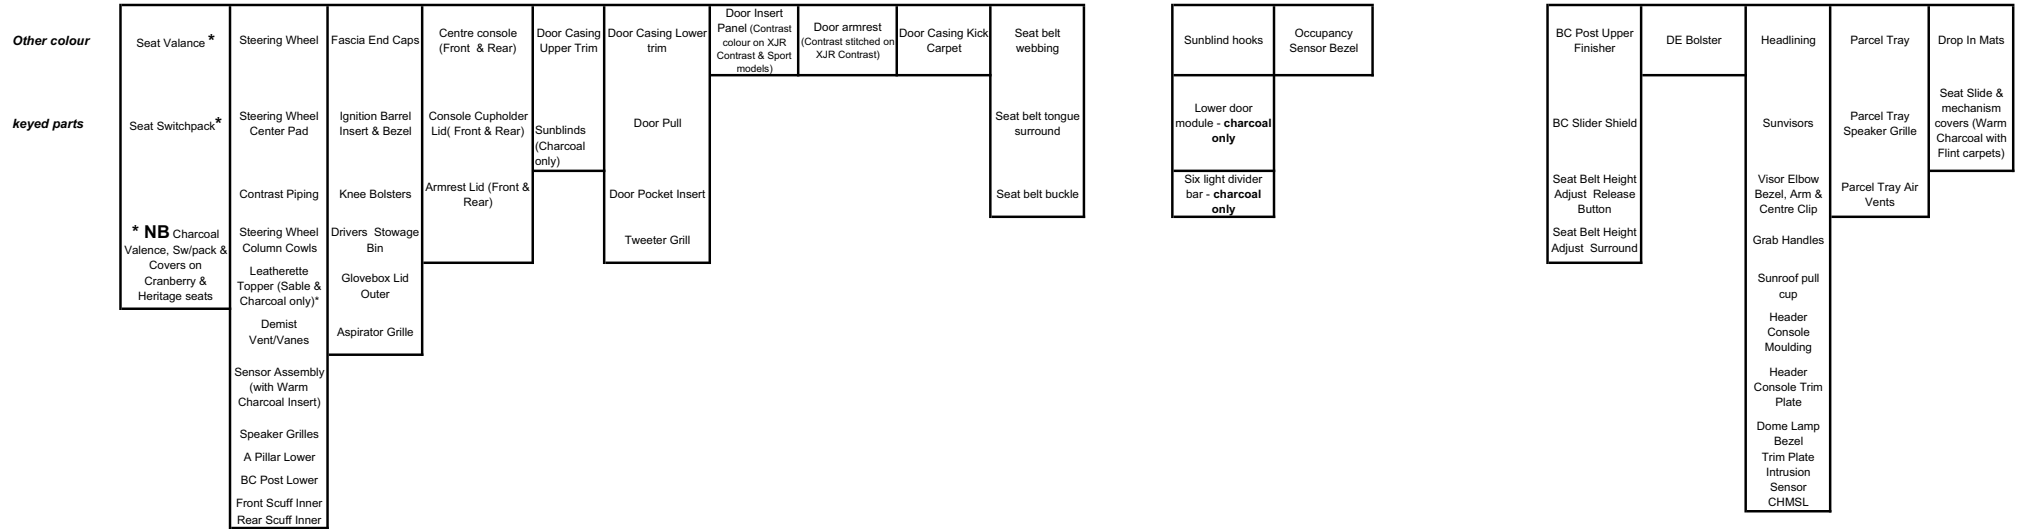 Other colour
keyed parts
Seat Valance *
Seat Switchpack*
* NB Charcoal
Valence, Sw/pack &
Covers on
Cranberry &
Heritage seats
Steering Wheel
Steering Wheel
Center Pad
Contrast Piping
Steering Wheel
Column Cowls
Leatherette
Topper (Sable &
Charcoal only)*
Demist
Vent/Vanes
Sensor Assembly
(with Warm
Charcoal Insert)
Speaker Grilles
A Pillar Lower
BC Post Lower
Front Scuff Inner
Rear Scuff Inner
Fascia End Caps
Ignition Barrel
Insert & Bezel
Knee Bolsters
Drivers Stowage
Bin
Glovebox Lid
Outer
Aspirator Grille
Centre console
(Front & Rear)
Console Cupholder
Lid( Front & Rear)
Armrest Lid (Front &
Rear)
Door Casing
Upper Trim
Sunblinds
(Charcoal
only)
Door Casing Lower
trim
Door Pull
Door Pocket Insert
Tweeter Grill
Door Insert
Panel (Contrast
colour on XJR
Contrast & Sport
models)
Door armrest
(Contrast stitched on
XJR Contrast)
Door Casing Kick
Carpet
Seat belt
webbing
Seat belt tongue
surround
Seat belt buckle
Sunblind hooks
Lower door
module - charcoal
only
Six light divider
bar - charcoal
only
Occupancy
Sensor Bezel
BC Post Upper
Finisher
BC Slider Shield
Seat Belt Height
Adjust Release
Button
Seat Belt Height
Adjust Surround
DE Bolster
Headlining
Sunvisors
Visor Elbow
Bezel, Arm &
Centre Clip
Grab Handles
Sunroof pull
cup
Header
Console
Moulding
Header
Console Trim
Plate
Dome Lamp
Bezel
Trim Plate
Intrusion
Sensor
CHMSL
Parcel Tray
Parcel Tray
Speaker Grille
Parcel Tray Air
Vents
Drop In Mats
Seat Slide &
mechanism
covers (Warm
Charcoal with
Flint carpets)